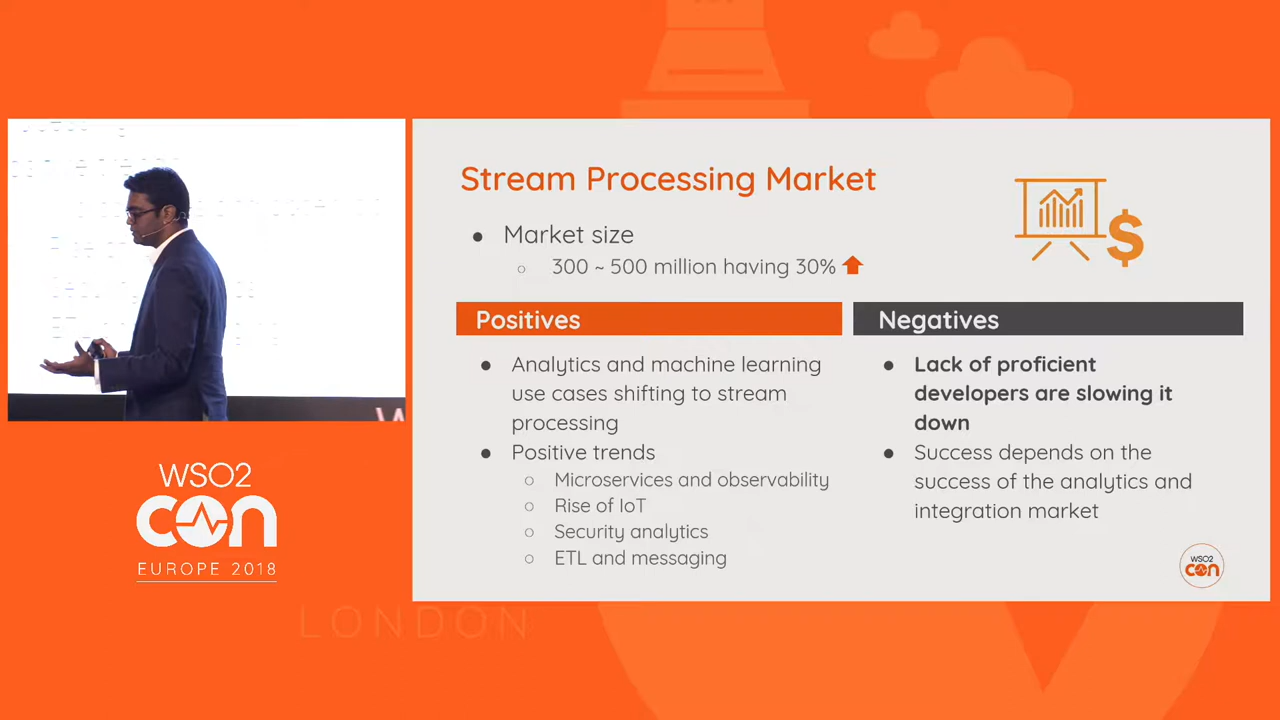 Stream Processing Market
● Market size
○ 300 ~ 500 million having 30%
Positives
● Analytics and machine learning
use cases shifting to stream
processing
● Positive trends
○ Microservices and observability
○ Rise of IoT
○ Security analytics
○ ETL and messaging
Negatives
● Lack of proficient
developers are slowing it
down
● Success depends on the
success of the analytics and
integration market
WSO2
con
WSO2
con
EUROPE 2018
LONDON
W